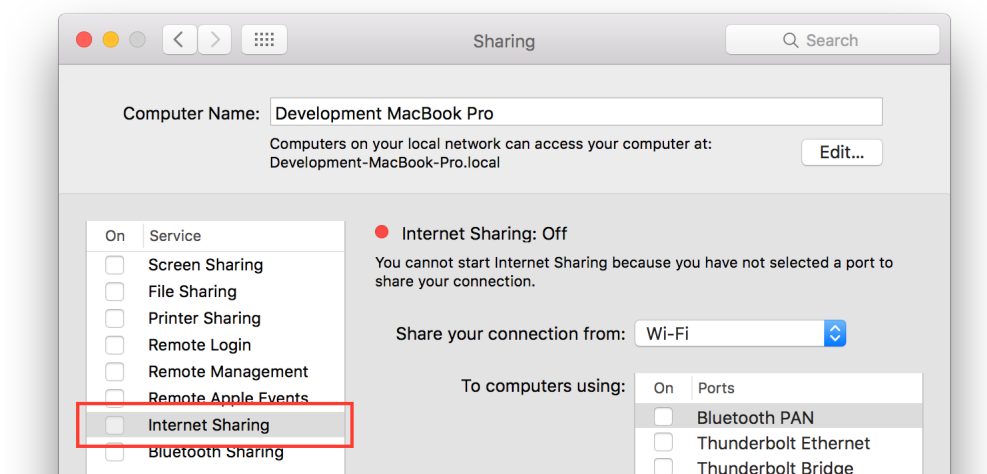 Sharing
Search
Computer Name: Development MacBook Pro
Computers on your local network can access your computer at:
Development-MacBook-Pro.local
Edit...
On Service
Screen Sharing
File Sharing
Printer Sharing
Remote Login
Remote Management
Remote Apple Events
Internet Sharing
Bluetooth Sharing
Internet Sharing: Off
You cannot start Internet Sharing because you have not selected a port to
share your connection.
Share your connection from: Wi-Fi
To computers using:
On Ports
Bluetooth PAN
Thunderbolt Ethernet
Thunderbolt Bridge